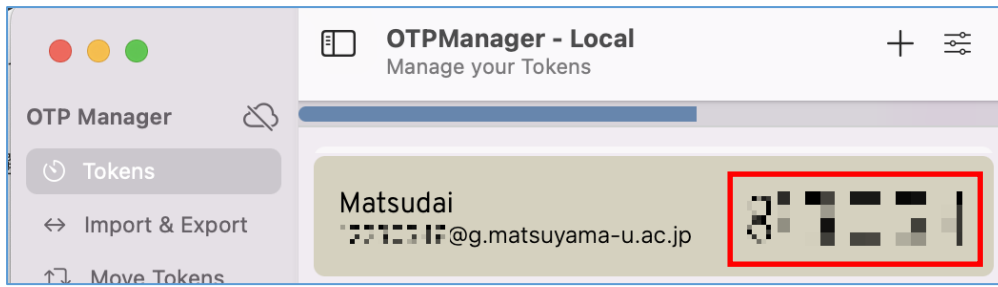 OTPManager - Local
Manage your Tokens
OTP Manager
Tokens
Import & Export
Move Tokens
Matsudai
@g.matsuyama-u.ac.jp